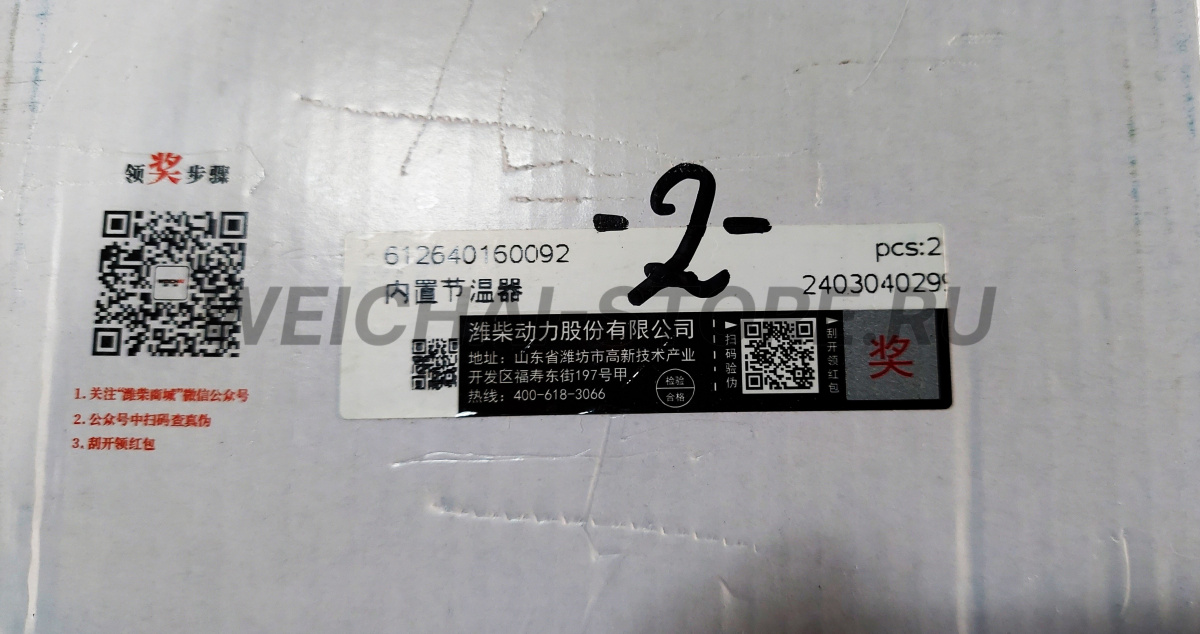 领奖步骤
1.关注“潍柴商城”微信公众号
2.公众号中扫码查真伪
3.刮开领红包
-2-
612640160092
pcs:2
内置节温器
2403040299
潍柴动力股份有限公司
地址：山东省潍坊市高新技术产业
开发区福寿东街197号甲
热线：400-618-3066
检验
合格
扫码验伪
刮开领红包
奖
WEICHAI-STORE.RU